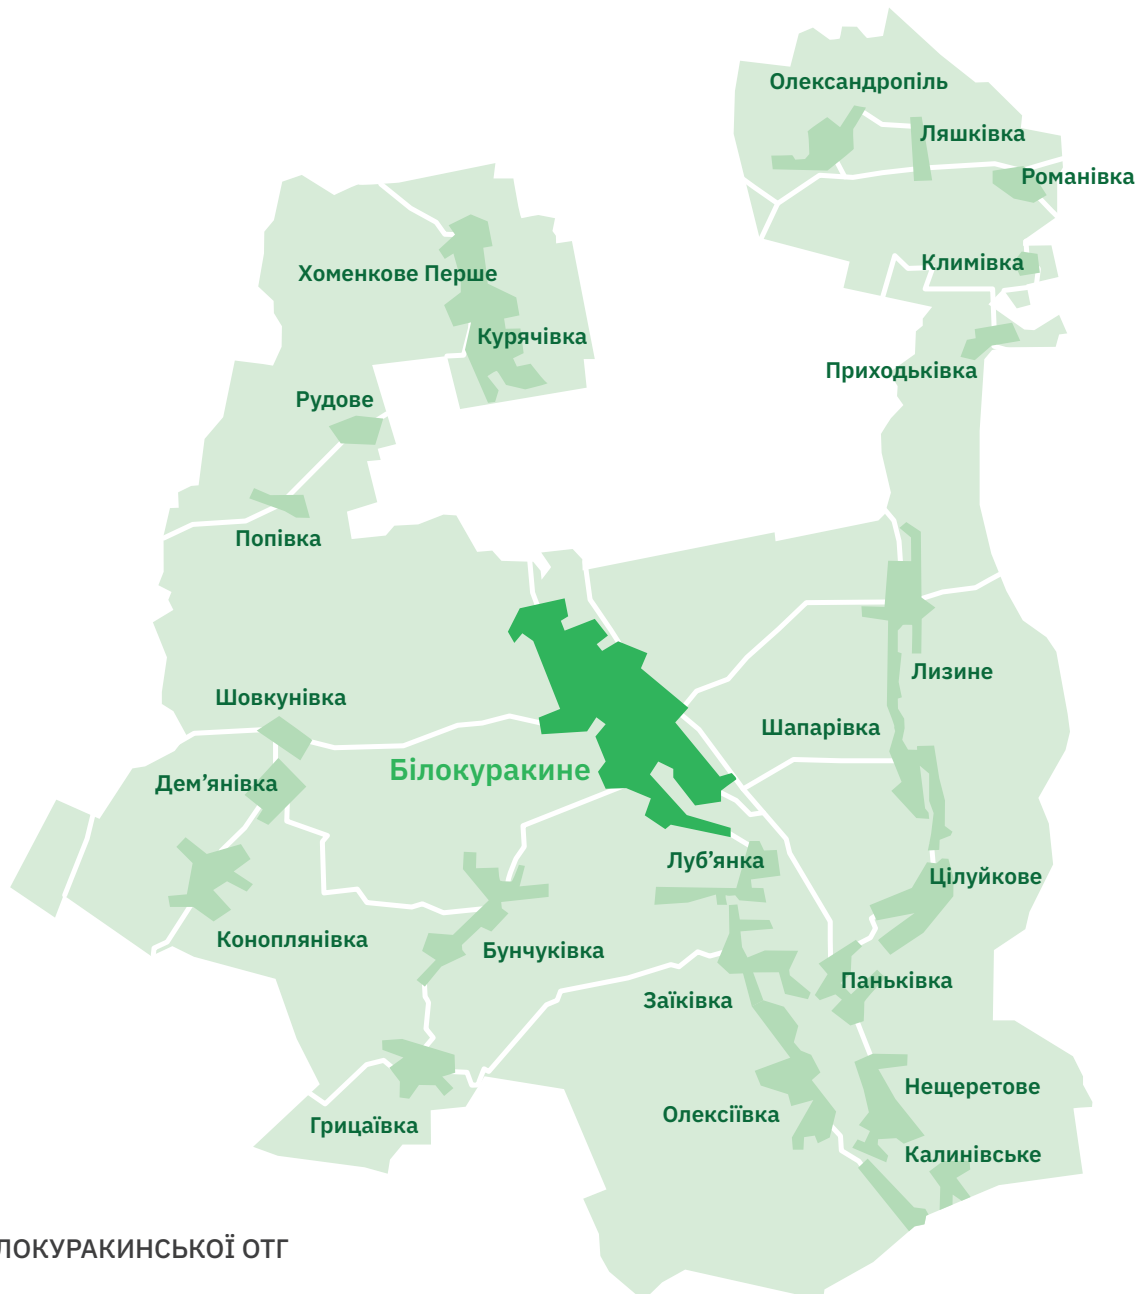 Олександропіль
Ляшківка
Романівка
Климівка
Хоменкове Перше
Курячівка
Приходьківка
Рудове
Попівка
Лизине
Шовкунівка
Шапарівка
Білокуракине
Дем’янівка
Луб’янка
Цілуйкове
Коноплянівка
Бунчуківка
Паньківка
Заїківка
Нещеретове
Олексіївка
Грицаївка
Калинівське
ЛОКУРАКИНСЬКОЇ ОТГ